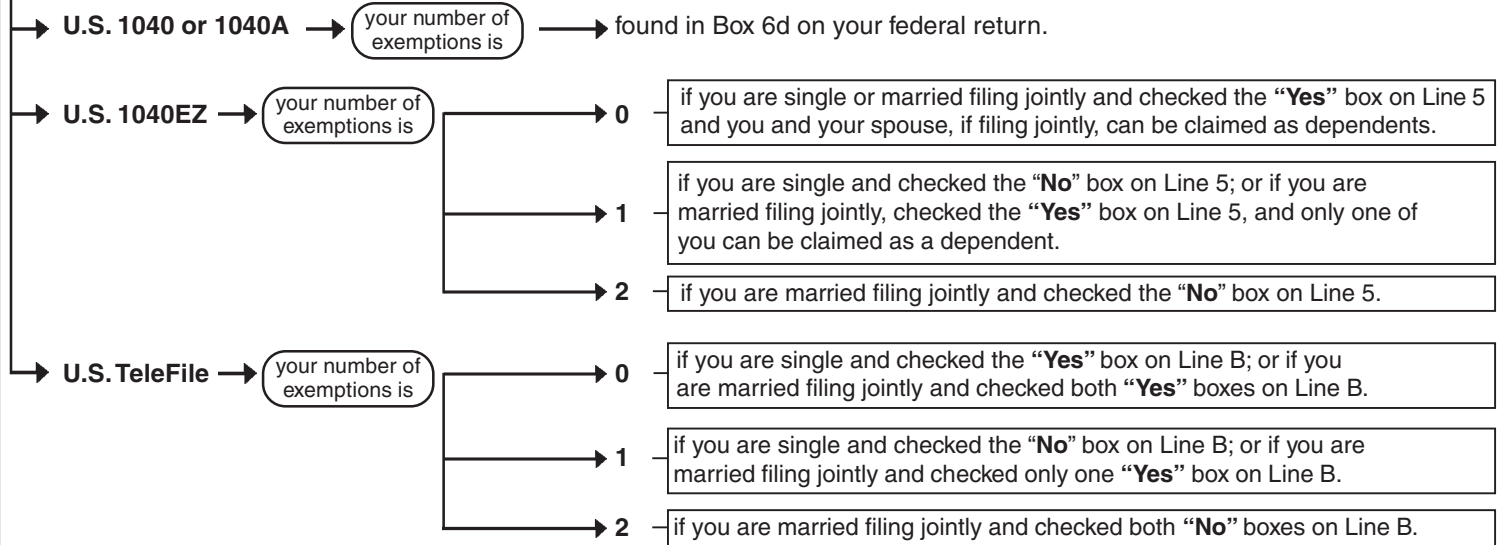 U.S. 1040 or 1040A your number of exemptions is found in Box 6d on your federal return.
U.S. 1040EZ your number of exemptions is
0 if you are single or married filing jointly and checked the “Yes” box on Line 5
and you and your spouse, if filing jointly, can be claimed as dependents.
1 if you are single and checked the “No” box on Line 5; or if you are
married filing jointly, checked the “Yes” box on Line 5, and only one of
you can be claimed as a dependent.
2 if you are married filing jointly and checked the “No” box on Line 5.
U.S. TeleFile your number of exemptions is
0 if you are single and checked the “Yes” box on Line B; or if you
are married filing jointly and checked both “Yes” boxes on Line B.
1 if you are single and checked the “No” box on Line B; or if you are
married filing jointly and checked only one “Yes” box on Line B.
2 if you are married filing jointly and checked both “No” boxes on Line B.